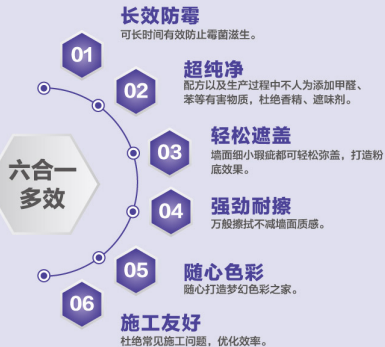 长效防霉
可长时间有效防止霉菌滋生。
01
超纯净
02
配方以及生产过程中不人为添加甲醛、
苯等有害物质，杜绝香精、遮味剂。
轻松遮盖
03
墙面细小瑕疵都可轻松弥盖，打造粉
底效果。
六合一
多效
强劲耐擦
04
万般擦拭不减墙面质感。
05
随心色彩
随心打造梦幻色彩之家。
06
施工友好
杜绝常见施工问题，优化效率。